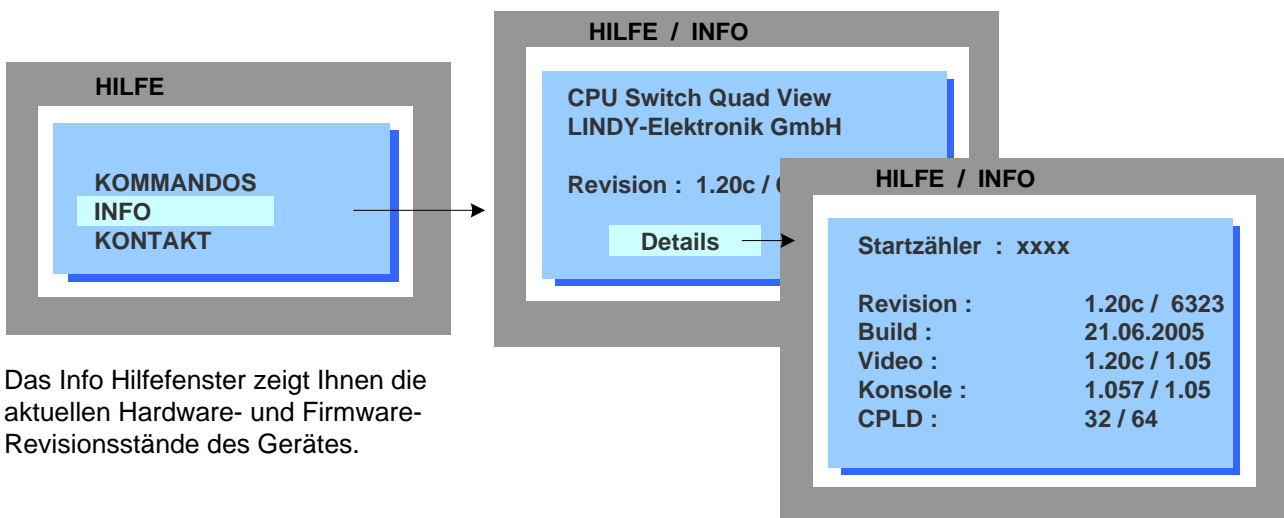 HILFE
KOMMANDOS
INFO
KONTAKT
HILFE / INFO
CPU Switch Quad View
LINDY-Elektronik GmbH
Revision : 1.20c /
Details
HILFE / INFO
Startzähler : xxxx
Revision : 1.20c / 6323
Build : 21.06.2005
Video : 1.20c / 1.05
Konsole : 1.057 / 1.05
CPLD : 32 / 64
Das Info Hilfefenster zeigt Ihnen die
aktuellen Hardware- und Firmware-
Revisionsstände des Gerätes.